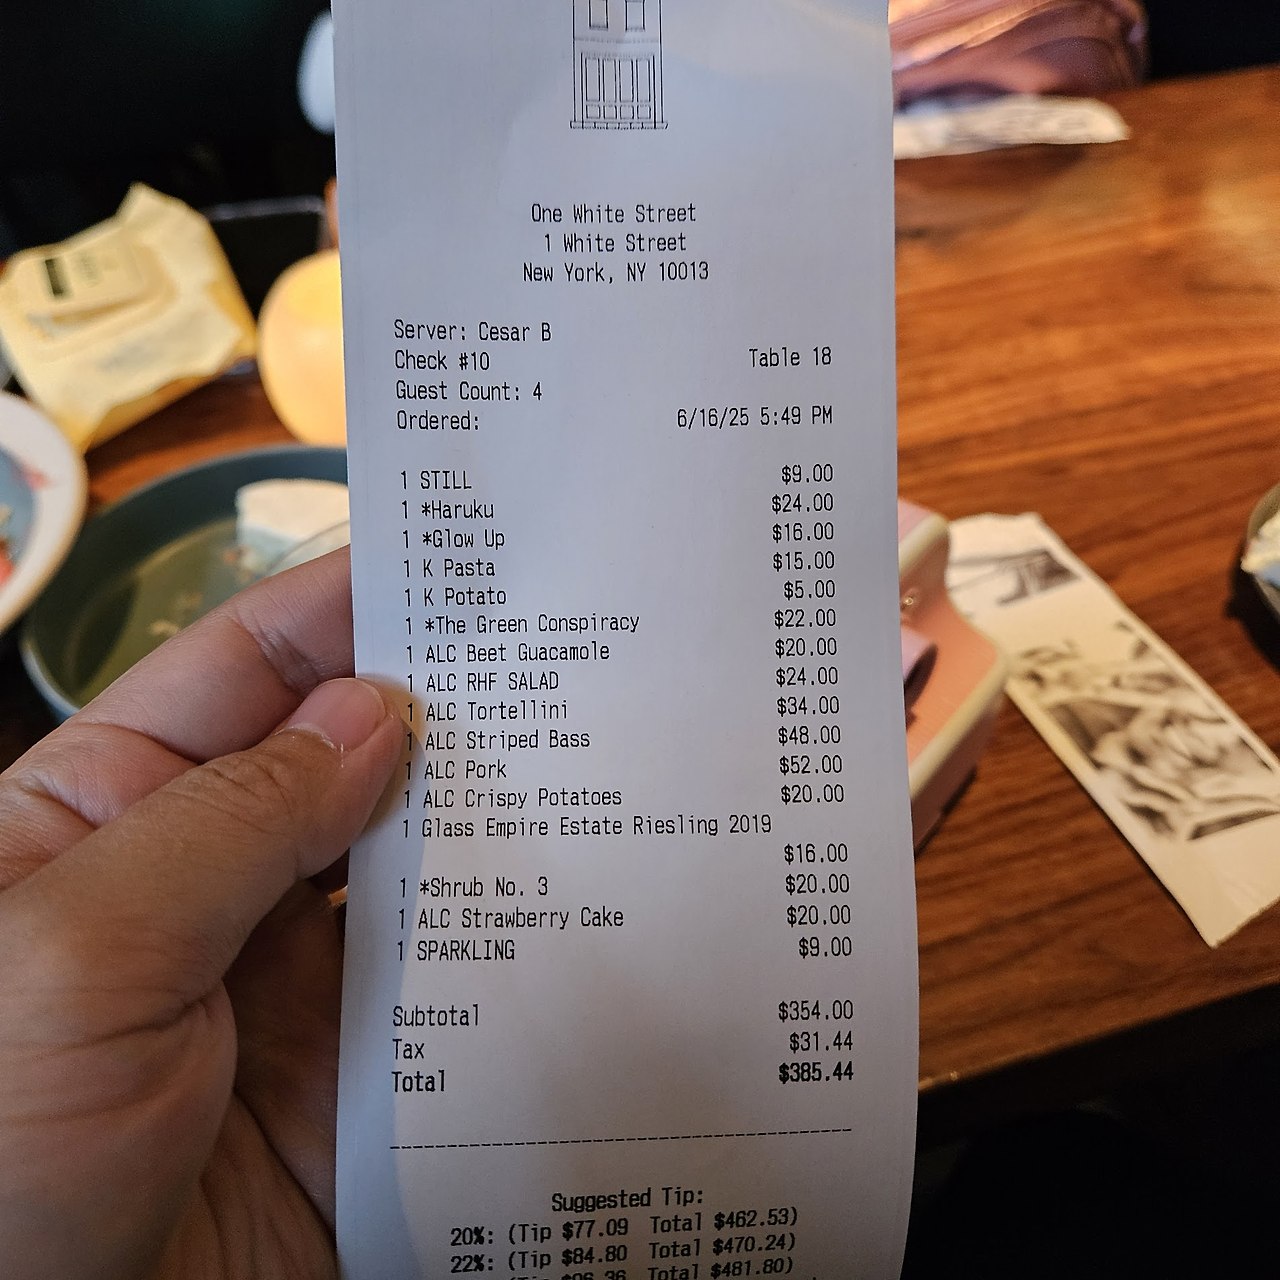 One White Street
1 White Street
New York, NY 10013
Server: Cesar B
Check #10 Table 18
Guest Count: 4
Ordered: 6/16/25 5:49 PM
1 STILL $9.00
1 *Haruku $24.00
1 *Glow Up $16.00
1 K Pasta $15.00
1 K Potato $5.00
1 *The Green Conspiracy $22.00
1 ALC Beet Guacamole $20.00
1 ALC RHF SALAD $24.00
1 ALC Tortellini $34.00
1 ALC Striped Bass $48.00
1 ALC Pork $52.00
1 ALC Crispy Potatoes $20.00
1 Glass Empire Estate Riesling 2019
$16.00
1 *Shrub No. 3 $20.00
1 ALC Strawberry Cake $20.00
1 SPARKLING $9.00
Subtotal $354.00
Tax $31.44
Total $385.44
Suggested Tip:
20%: (Tip $77.09 Total $462.53)
22%: (Tip $84.80 Total $470.24)
Total $481.80)